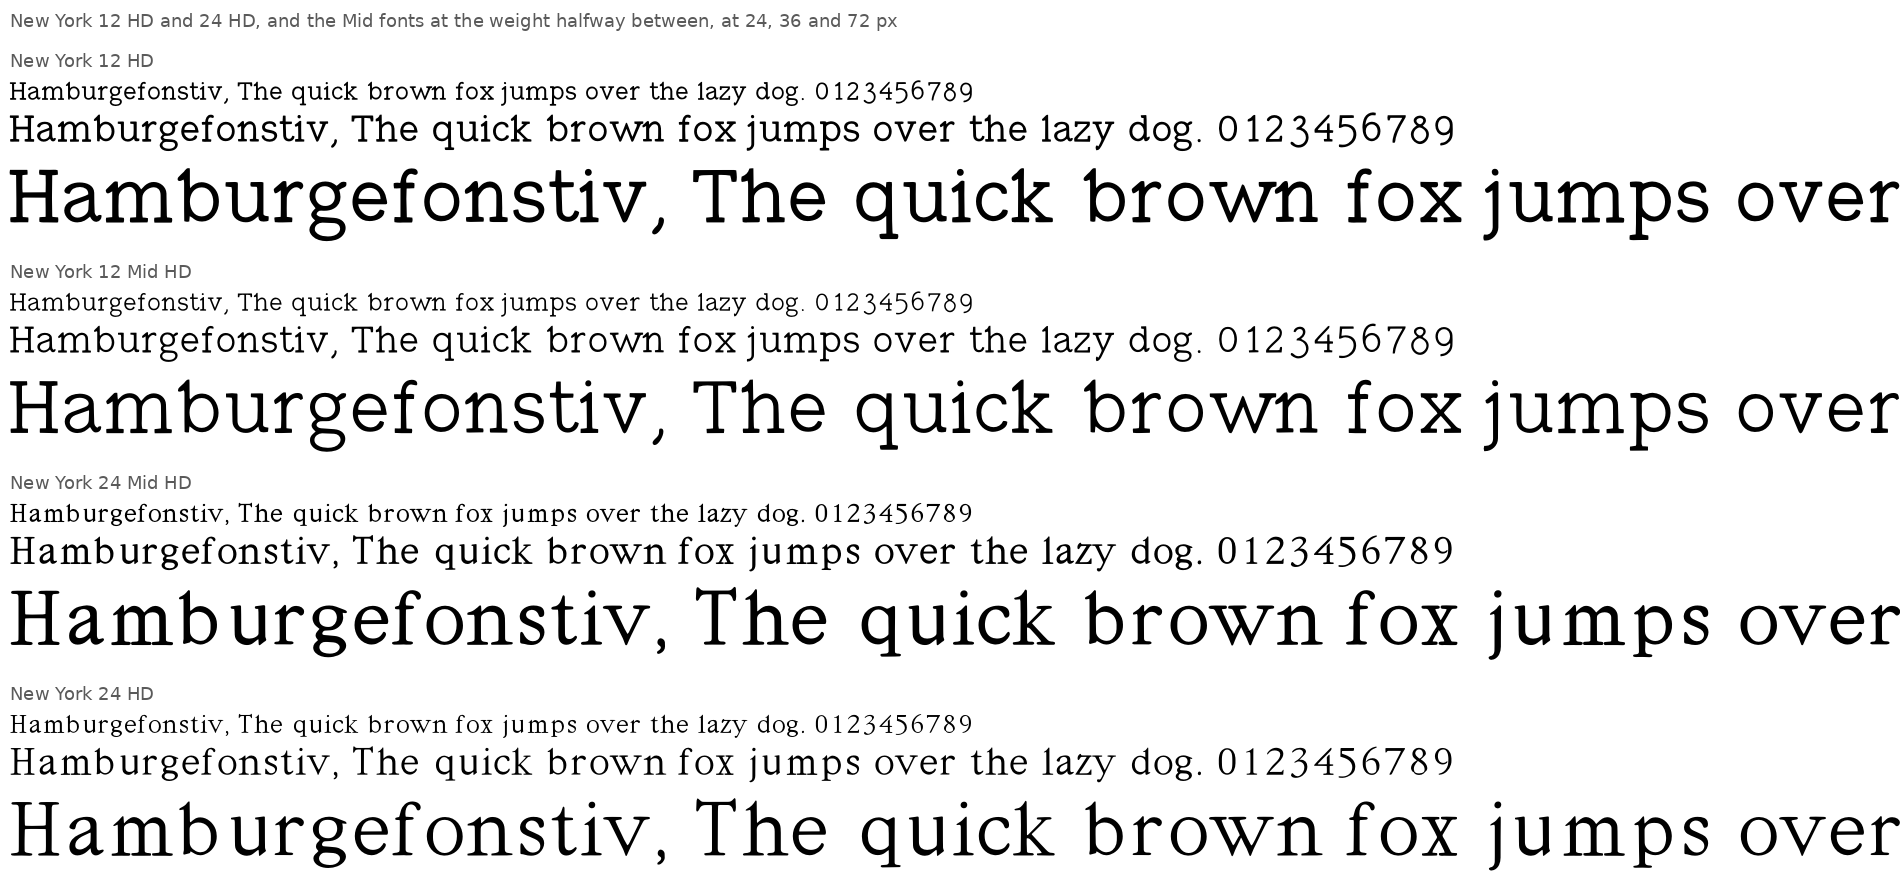 New York 12 HD and 24 HD, and the Mid fonts at the weight halfway between, at 24, 36 and 72 px
New York 12 HD
Hamburgefonstiv, The quick brown fox jumps over the lazy dog. 0123456789
Hamburgefonstiv, The quick brown fox jumps over the lazy dog. 0123456789
Hamburgefonstiv, The quick brown fox jumps over
New York 12 Mid HD
Hamburgefonstiv, The quick brown fox jumps over the lazy dog. 0123456789
Hamburgefonstiv, The quick brown fox jumps over the lazy dog. 0123456789
Hamburgefonstiv, The quick brown fox jumps over
New York 24 Mid HD
Hamburgefonstiv, The quick brown fox jumps over the lazy dog. 0123456789
Hamburgefonstiv, The quick brown fox jumps over the lazy dog. 0123456789
Hamburgefonstiv, The quick brown fox jumps over
New York 24 HD
Hamburgefonstiv, The quick brown fox jumps over the lazy dog. 0123456789
Hamburgefonstiv, The quick brown fox jumps over the lazy dog. 0123456789
Hamburgefonstiv, The quick brown fox jumps over